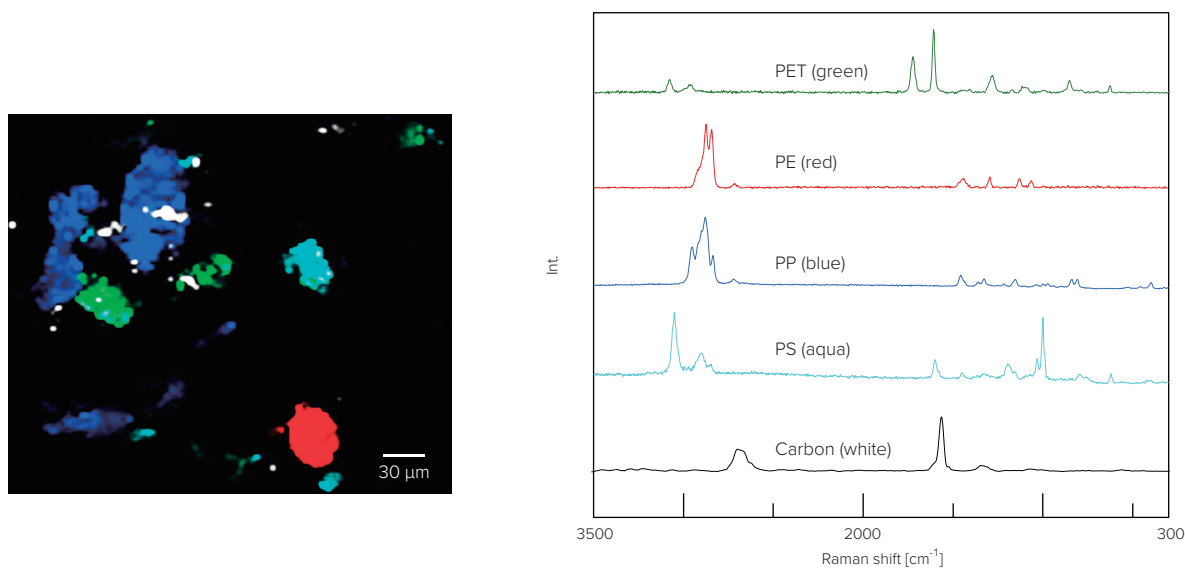 30 µm
PET (green)
PE (red)
PP (blue)
PS (aqua)
Carbon (white)
Int.
3500
2000
300
Raman shift [cm⁻¹]